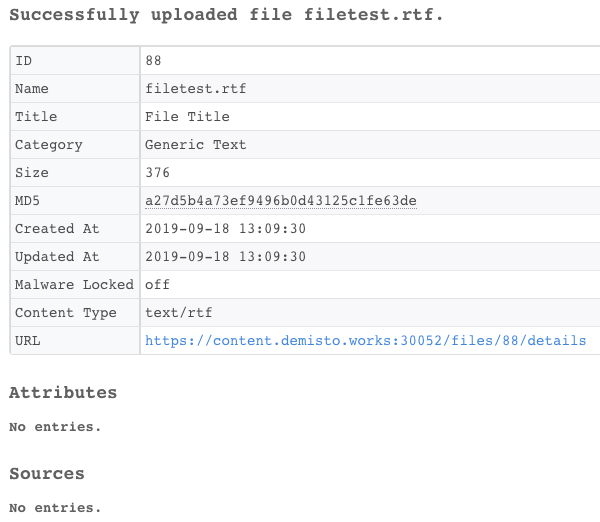 Successfully uploaded file filetest.rtf.
ID 88
Name filetest.rtf
Title File Title
Category Generic Text
Size 376
MD5 a27d5b4a73ef9496b0d43125c1fe63de
Created At 2019-09-18 13:09:30
Updated At 2019-09-18 13:09:30
Malware Locked off
Content Type text/rtf
URL https://content.demisto.works:30052/files/88/details
Attributes
No entries.
Sources
No entries.